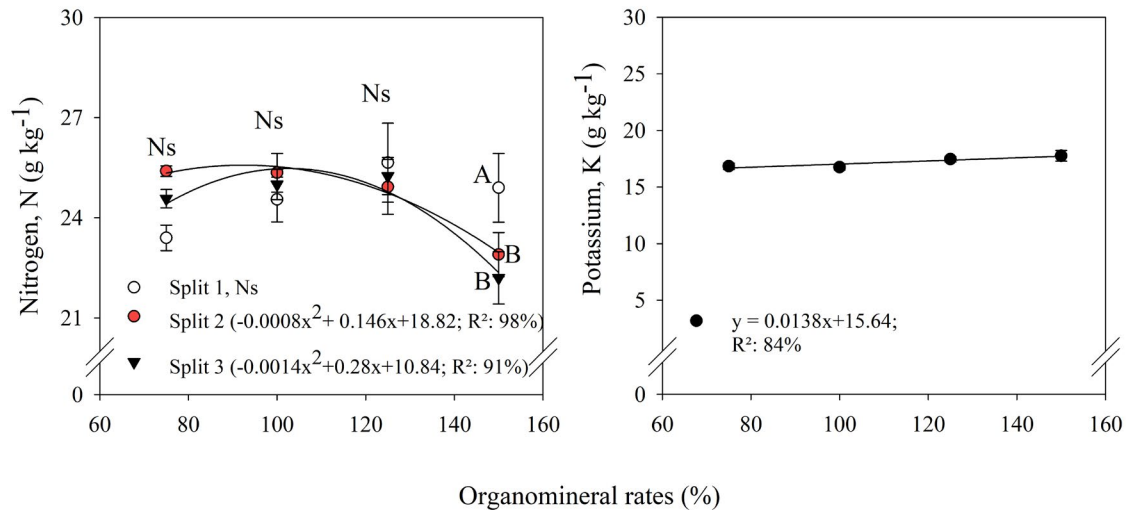 Nitrogen, N (g kg⁻¹)
30
27
24
21
0
Ns
Ns
Ns
A
B
B
Split 1, Ns
Split 2 (-0.0008x²+ 0.146x+18.82; R²: 98%)
Split 3 (-0.0014x²+0.28x+10.84; R²: 91%)
60 80 100 120 140 160
Potassium, K (g kg⁻¹)
30
25
20
15
10
5
0
y = 0.0138x+15.64;
R²: 84%
60 80 100 120 140 160
Organomineral rates (%)